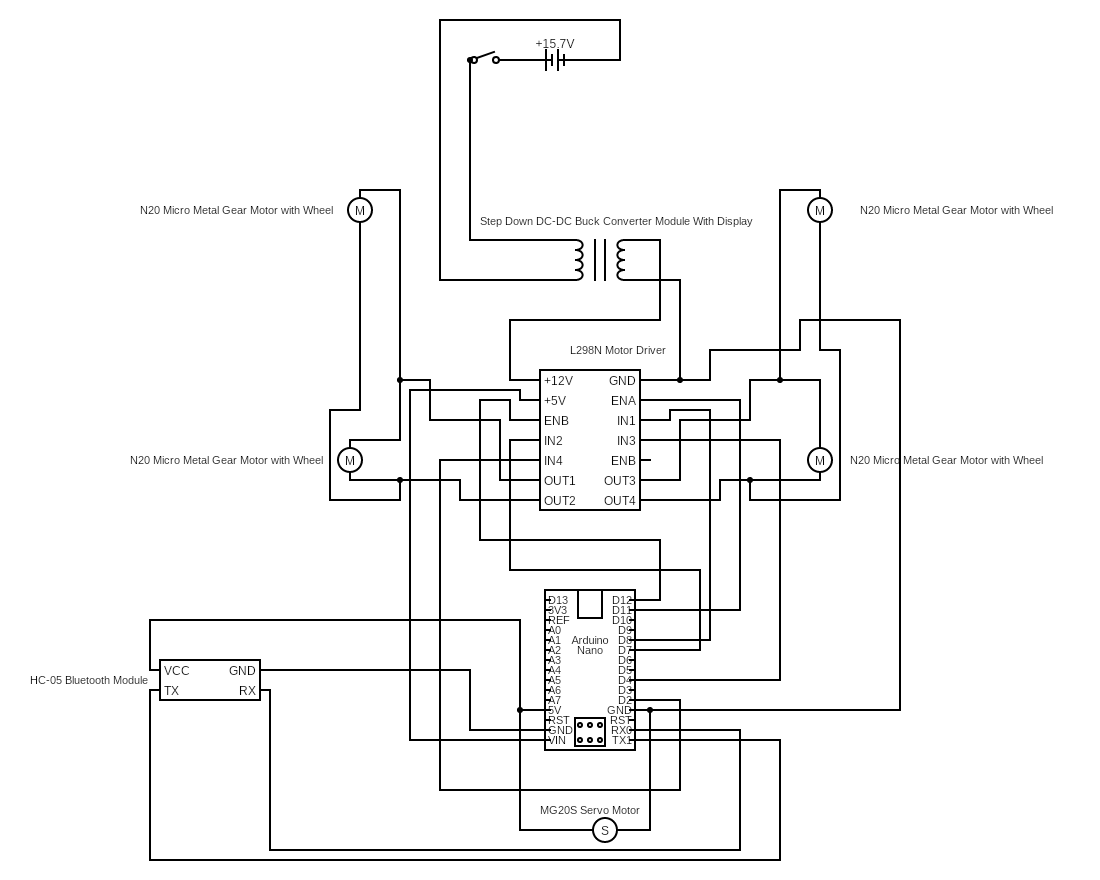 +15.7V
N20 Micro Metal Gear Motor with Wheel
M
M
N20 Micro Metal Gear Motor with Wheel
Step Down DC-DC Buck Converter Module With Display
L298N Motor Driver
+12V
GND
+5V
ENA
ENB
IN1
IN2
IN3
IN4
ENB
OUT1
OUT3
OUT2
OUT4
N20 Micro Metal Gear Motor with Wheel
M
M
N20 Micro Metal Gear Motor with Wheel
D13
D12
3V3
D11
REF
D10
A0
D9
A1
D8
A2
D7
A3
D6
A4
D5
A5
D4
A6
D3
A7
D2
5V
GND
RST
RST
GND
RX0
VIN
TX1
Arduino
Nano
HC-05 Bluetooth Module
VCC
GND
TX
RX
MG20S Servo Motor
S